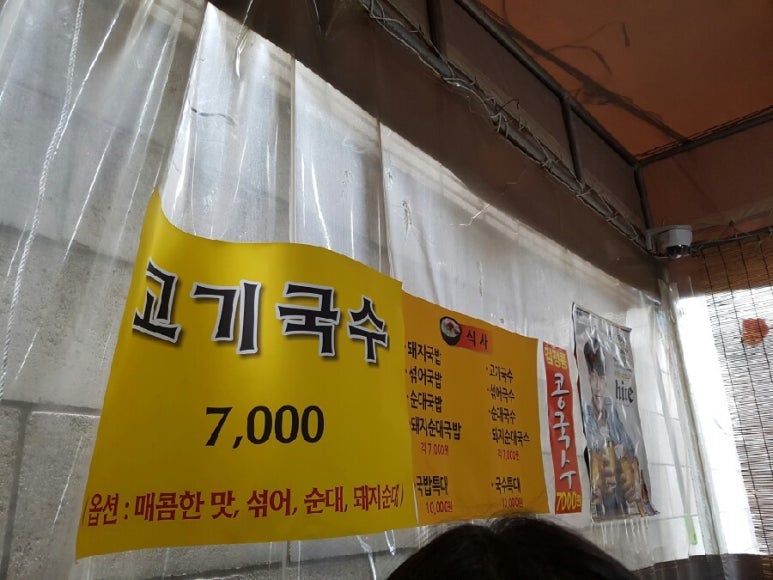 고기국수
7,000
(옵션 : 매콤한 맛, 섞어, 순대, 돼지순대)
식사
· 돼지국밥
· 섞어국밥
· 순대국밥
· 돼지순대국밥
각 7,000원
· 국밥특대
10,000원
· 고기국수
· 섞어국수
· 순대국수
돼지순대국수
각 7,000원
· 국수특대
10,000원
콩국수
7000원
hire